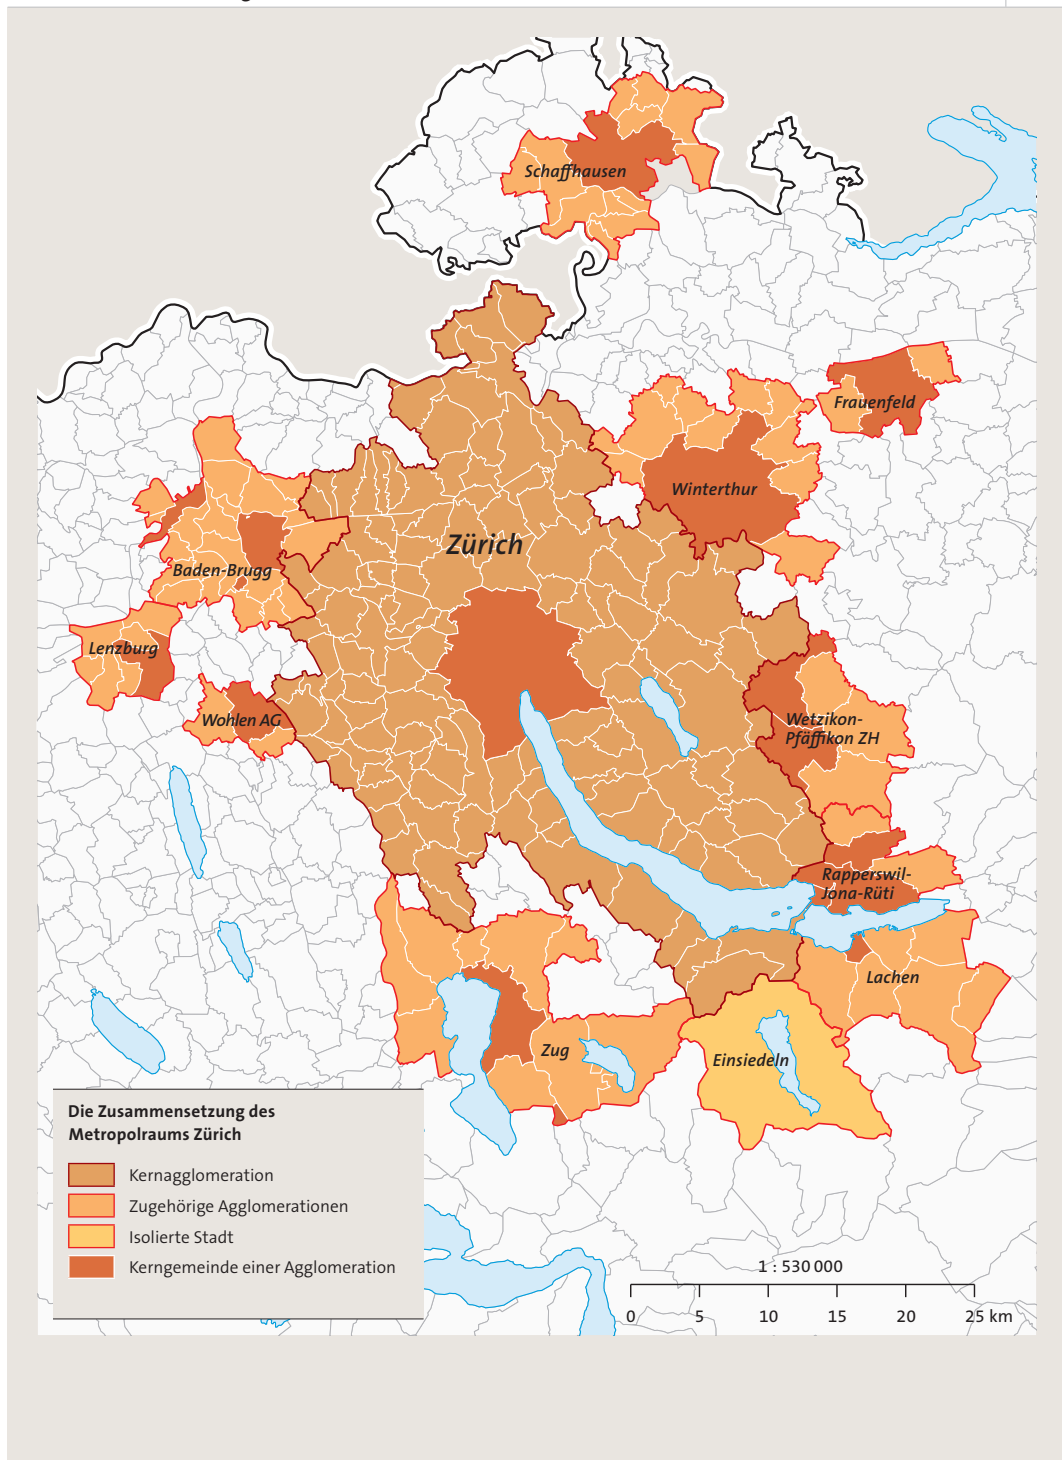 Schaffhausen
Frauenfeld
Winterthur
Zürich
Baden-Brugg
Lenzburg
Wohlen AG
Wetzikon-
Pfäffikon ZH
Rapperswil-
Jona-Rüti
Lachen
Zug
Einsiedeln
Die Zusammensetzung des
Metropolraums Zürich
Kernagglomeration
Zugehörige Agglomerationen
Isolierte Stadt
Kerngemeinde einer Agglomeration
1 : 530 000
0 5 10 15 20 25 km